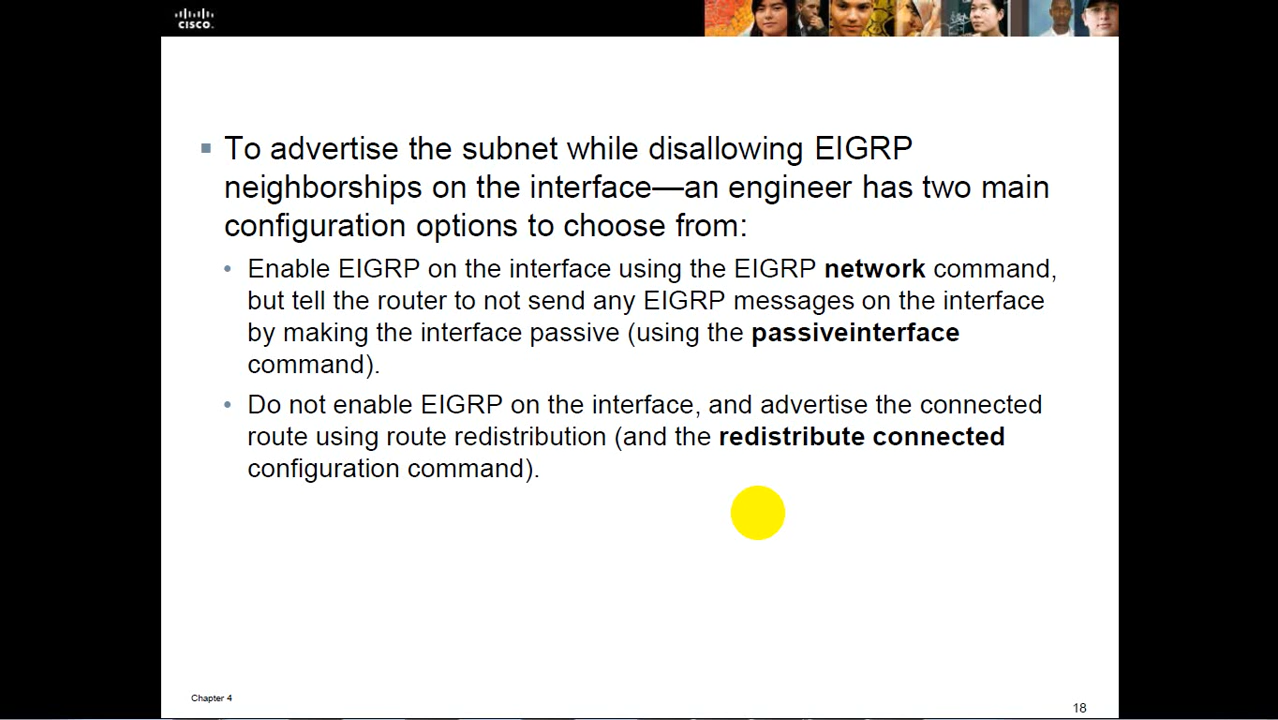 CISCO
To advertise the subnet while disallowing EIGRP
neighborships on the interface—an engineer has two main
configuration options to choose from:
Enable EIGRP on the interface using the EIGRP network command,
but tell the router to not send any EIGRP messages on the interface
by making the interface passive (using the passiveinterface
command).
Do not enable EIGRP on the interface, and advertise the connected
route using route redistribution (and the redistribute connected
configuration command).
Chapter 4
18